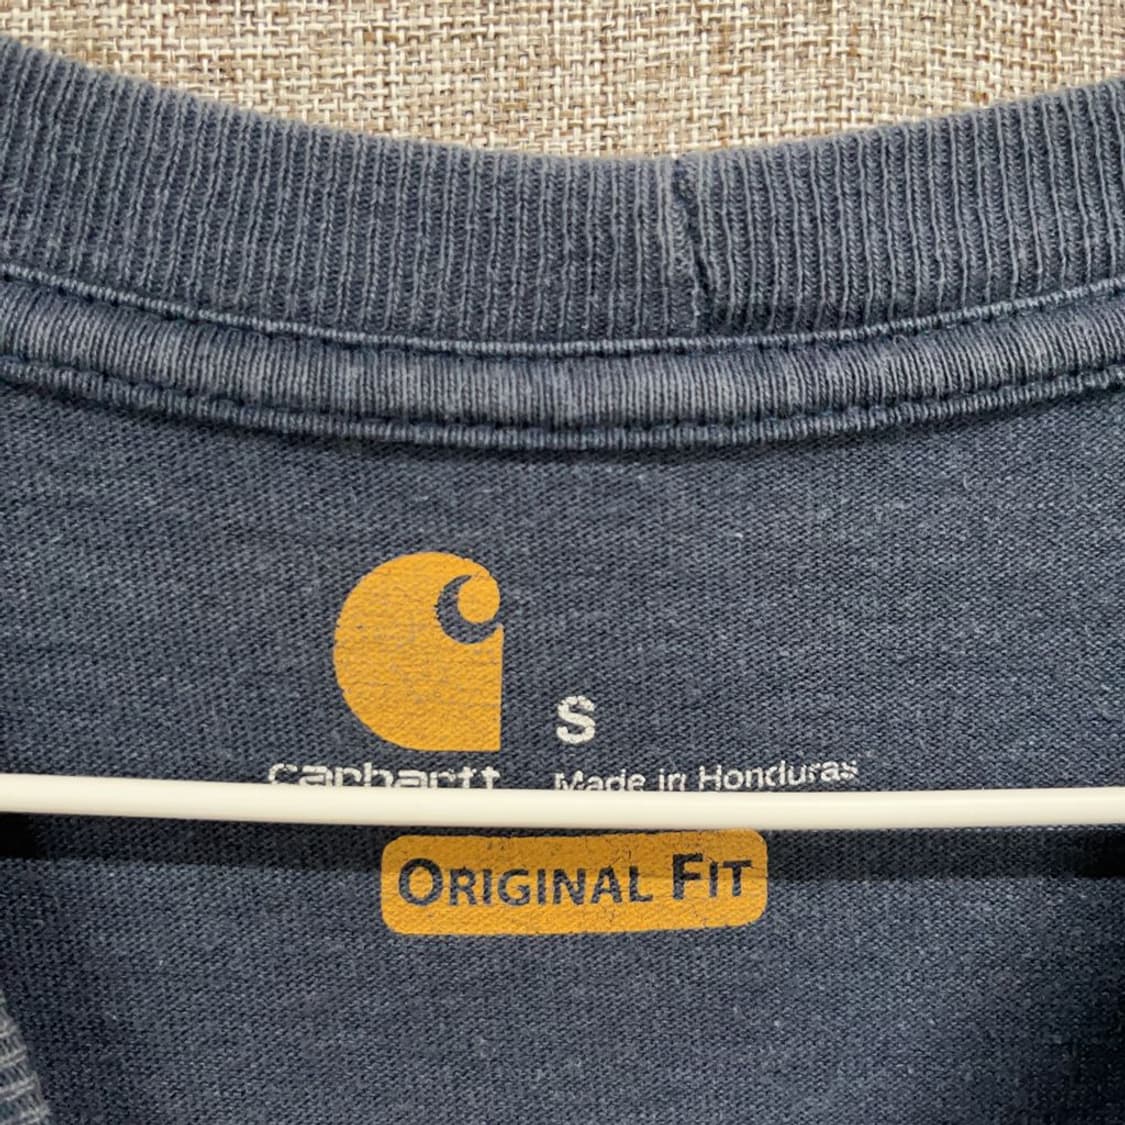 S
carhartt
Made in Honduras
ORIGINAL FIT